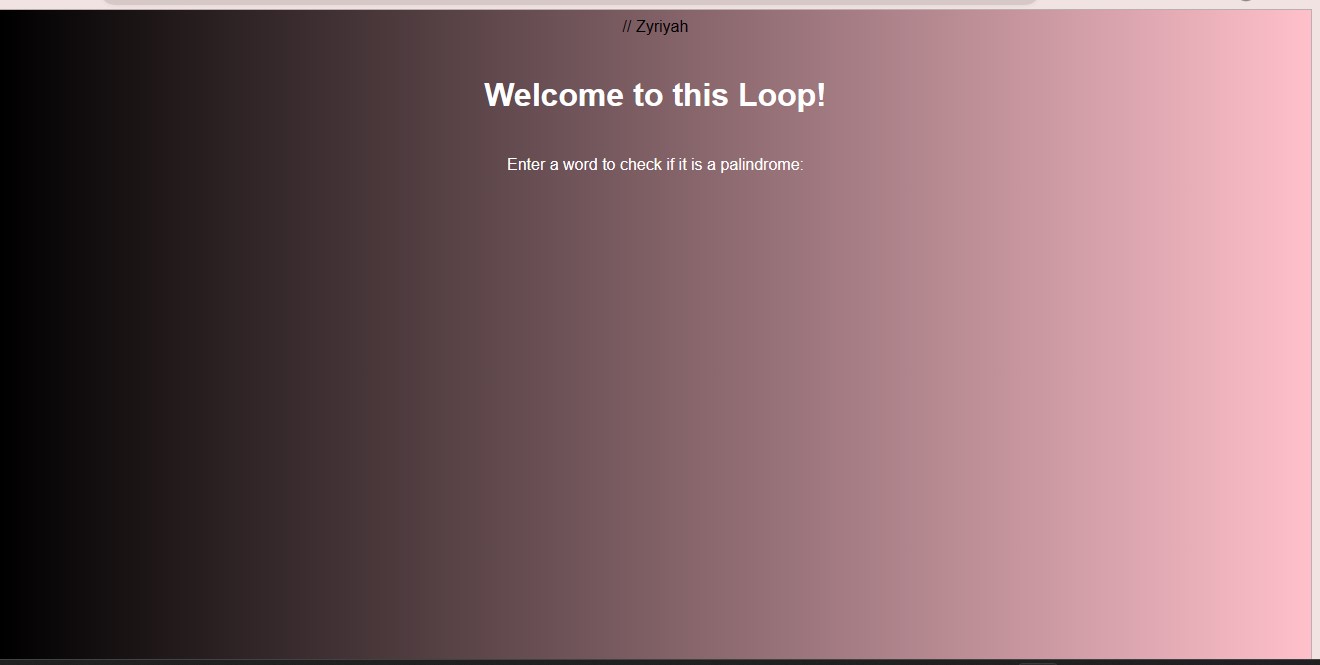 // Zyriyah
Welcome to this Loop!
Enter a word to check if it is a palindrome: